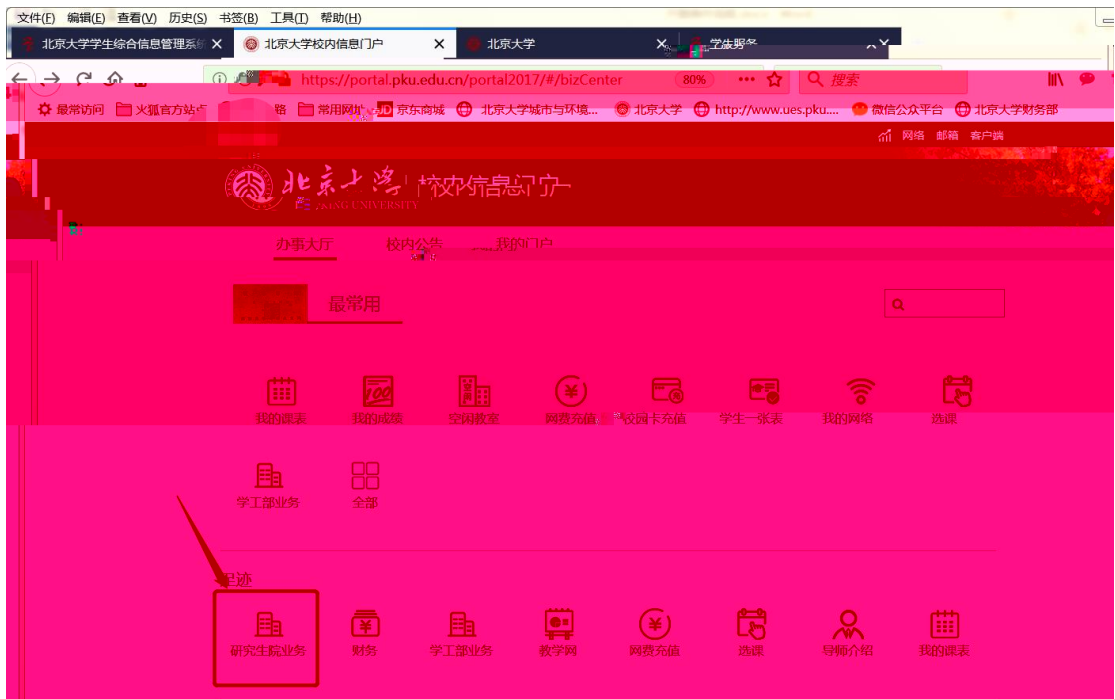 文件(F) 编辑(E) 查看(V) 历史(S) 书签(B) 工具(T) 帮助(H)
北京大学学生综合信息管理系统 北京大学校内信息门户 北京大学
https://portal.pku.edu.cn/portal2017/#/bizCenter 80% 搜索
最常访问 火狐官方站点 常用网址 JD 京东商城 北京大学城市与环境... 北京大学 http://www.ues.pku.... 微信公众平台 北京大学财务部
网络 邮箱 客户端
北京大学 校内信息门户
办事大厅 校内公告 我的门户
最常用
我的课表 我的成绩 空闲教室 网费充值 校园卡充值 学生一张表 我的网络 选课
学工部业务 全部
足迹
研究生院业务 财务 学工部业务 教学网 网费充值 选课 导师介绍 我的课表